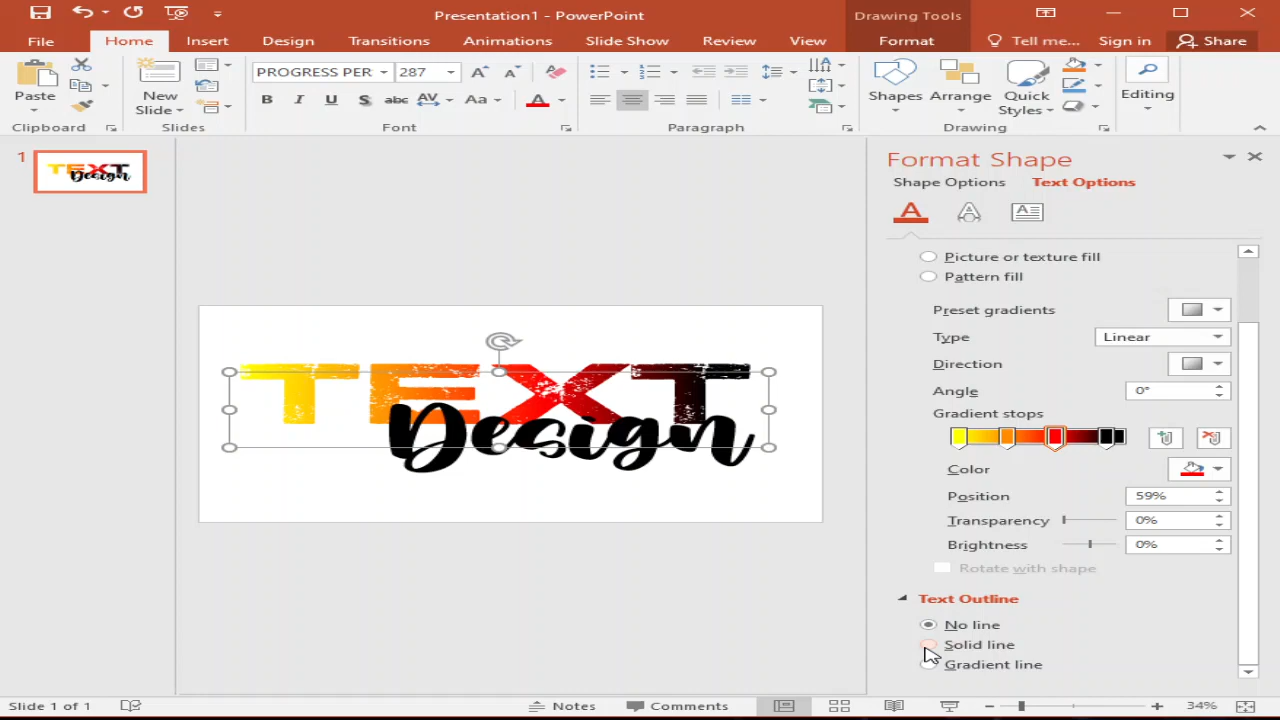 Presentation1 - PowerPoint
Drawing Tools
File Home Insert Design Transitions Animations Slide Show Review View Format Tell me... Sign in Share
PROGRESS PER 287
Paste New Slide Shapes Arrange Quick Styles Editing
Clipboard Slides Font Paragraph Drawing
1
TEXT
Design
TEXT
Design
Format Shape
Shape Options Text Options
Picture or texture fill
Pattern fill
Preset gradients
Type Linear
Direction
Angle 0°
Gradient stops
Color
Position 59%
Transparency 0%
Brightness 0%
Rotate with shape
Text Outline
No line
Solid line
Gradient line
Slide 1 of 1 Notes Comments 34%